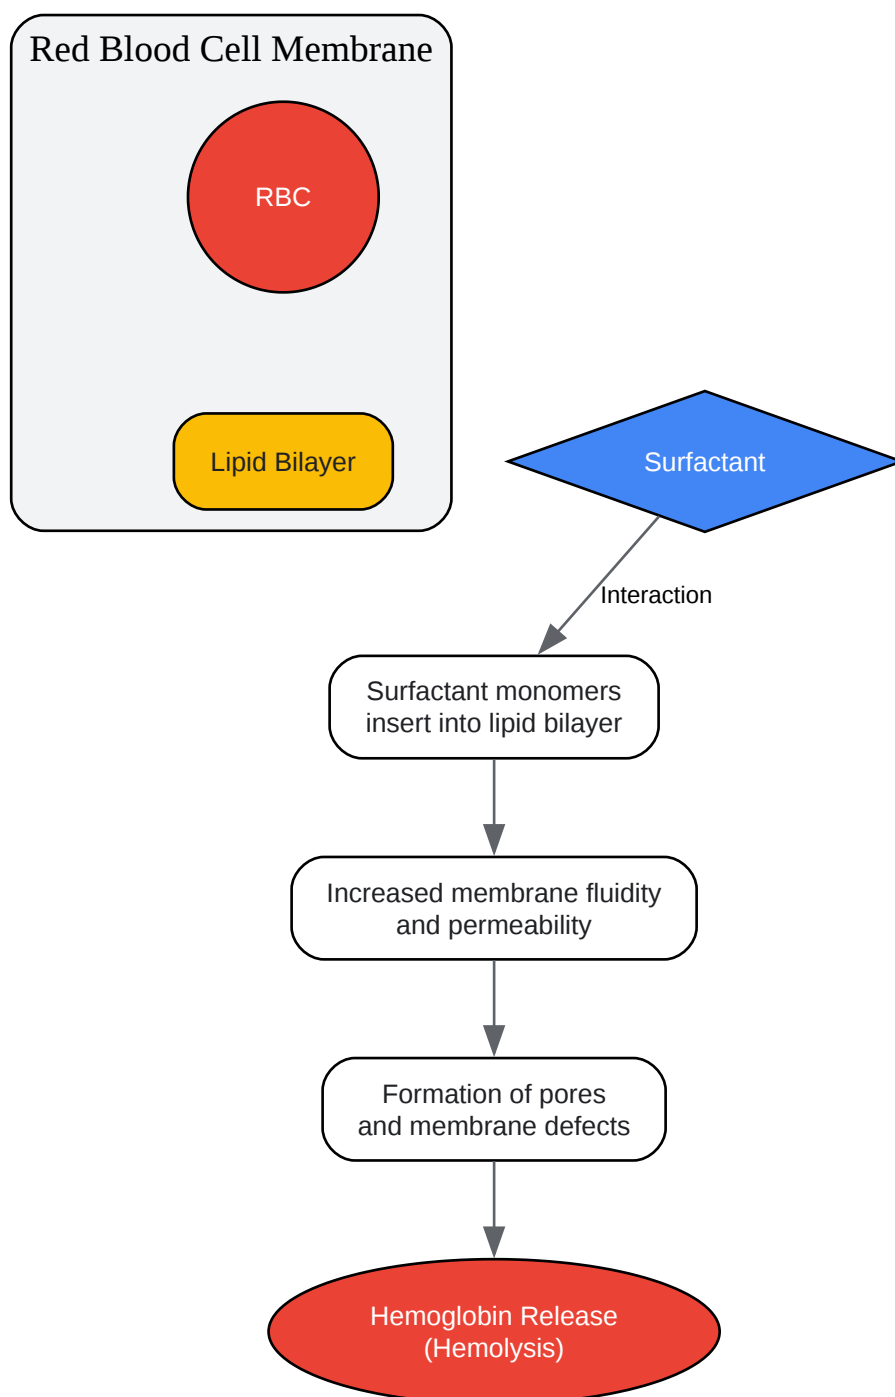 Red Blood Cell Membrane
RBC
Lipid Bilayer
Surfactant
Interaction
Surfactant monomers
insert into lipid bilayer
Increased membrane fluidity
and permeability
Formation of pores
and membrane defects
Hemoglobin Release
(Hemolysis)